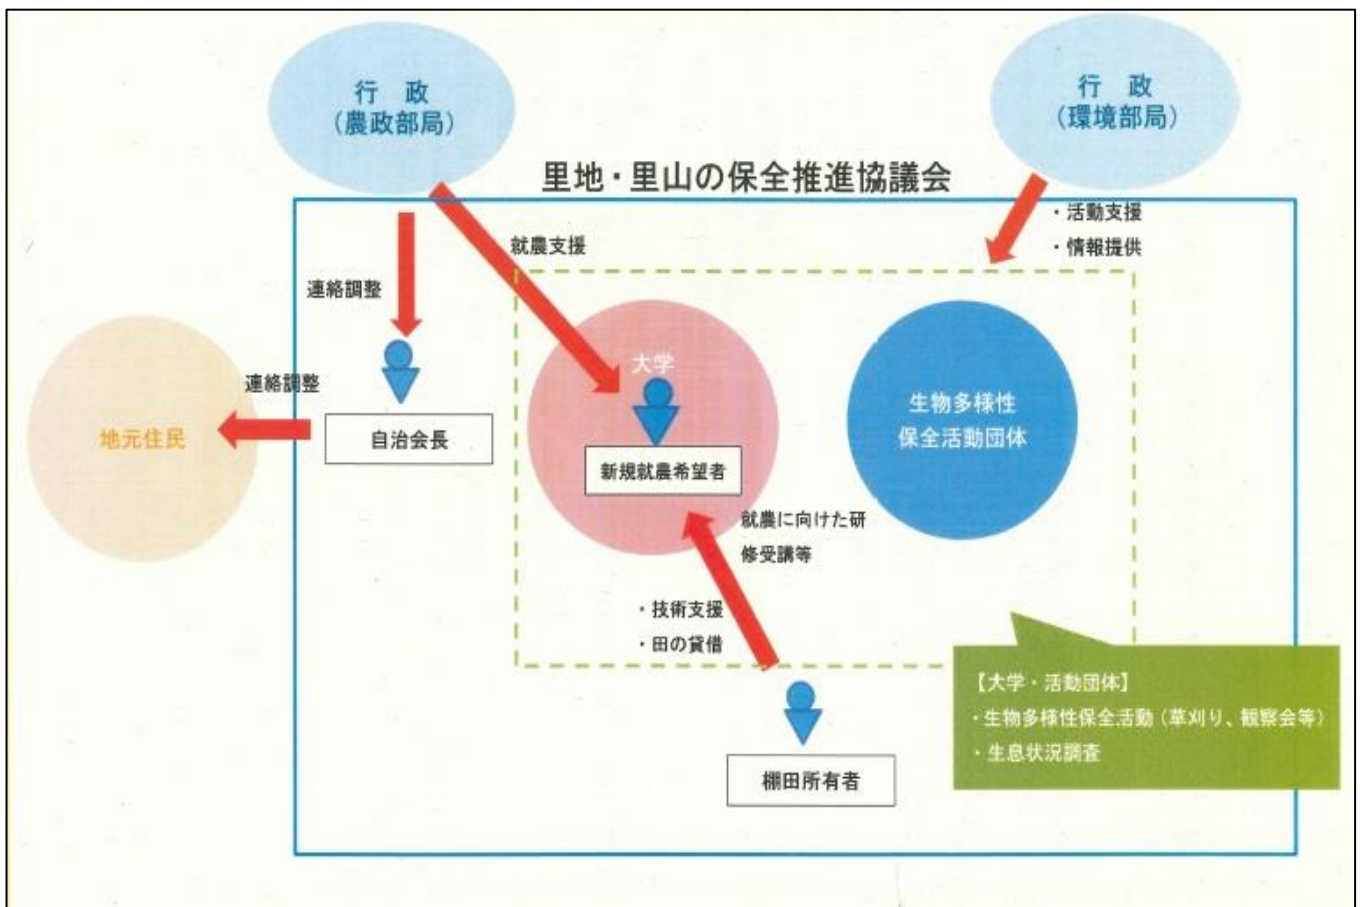 行 政
（農政部局）
行 政
（環境部局）
里地・里山の保全推進協議会
・活動支援
・情報提供
就農支援
連絡調整
連絡調整
地元住民
自治会長
大学
新規就農希望者
生物多様性
保全活動団体
就農に向けた研
修受講等
・技術支援
・田の貸借
【大学・活動団体】
・生物多様性保全活動（草刈り、観察会等）
・生息状況調査
棚田所有者